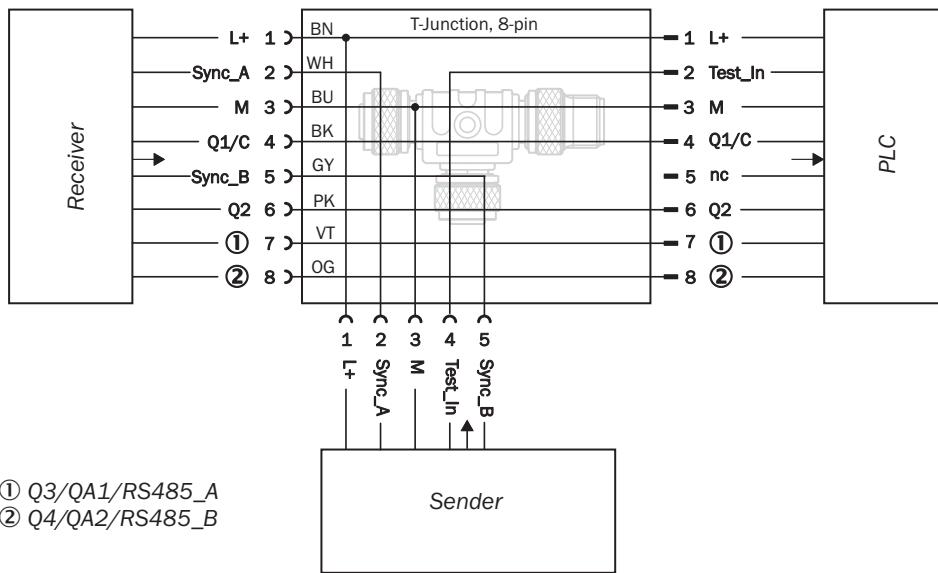 T-Junction, 8-pin
L+ 1 BN 1 L+
Sync_A 2 WH 2 Test_In
M 3 BU 3 M
Q1/C 4 BK 4 Q1/C
Sync_B 5 GY 5 nc
Q2 6 PK 6 Q2
① 7 VT 7 ①
② 8 OG 8 ②
Receiver
PLC
1 2 3 4 5
L+ Sync_A M Test_In Sync_B
Sender
① Q3/QA1/RS485_A
② Q4/QA2/RS485_B